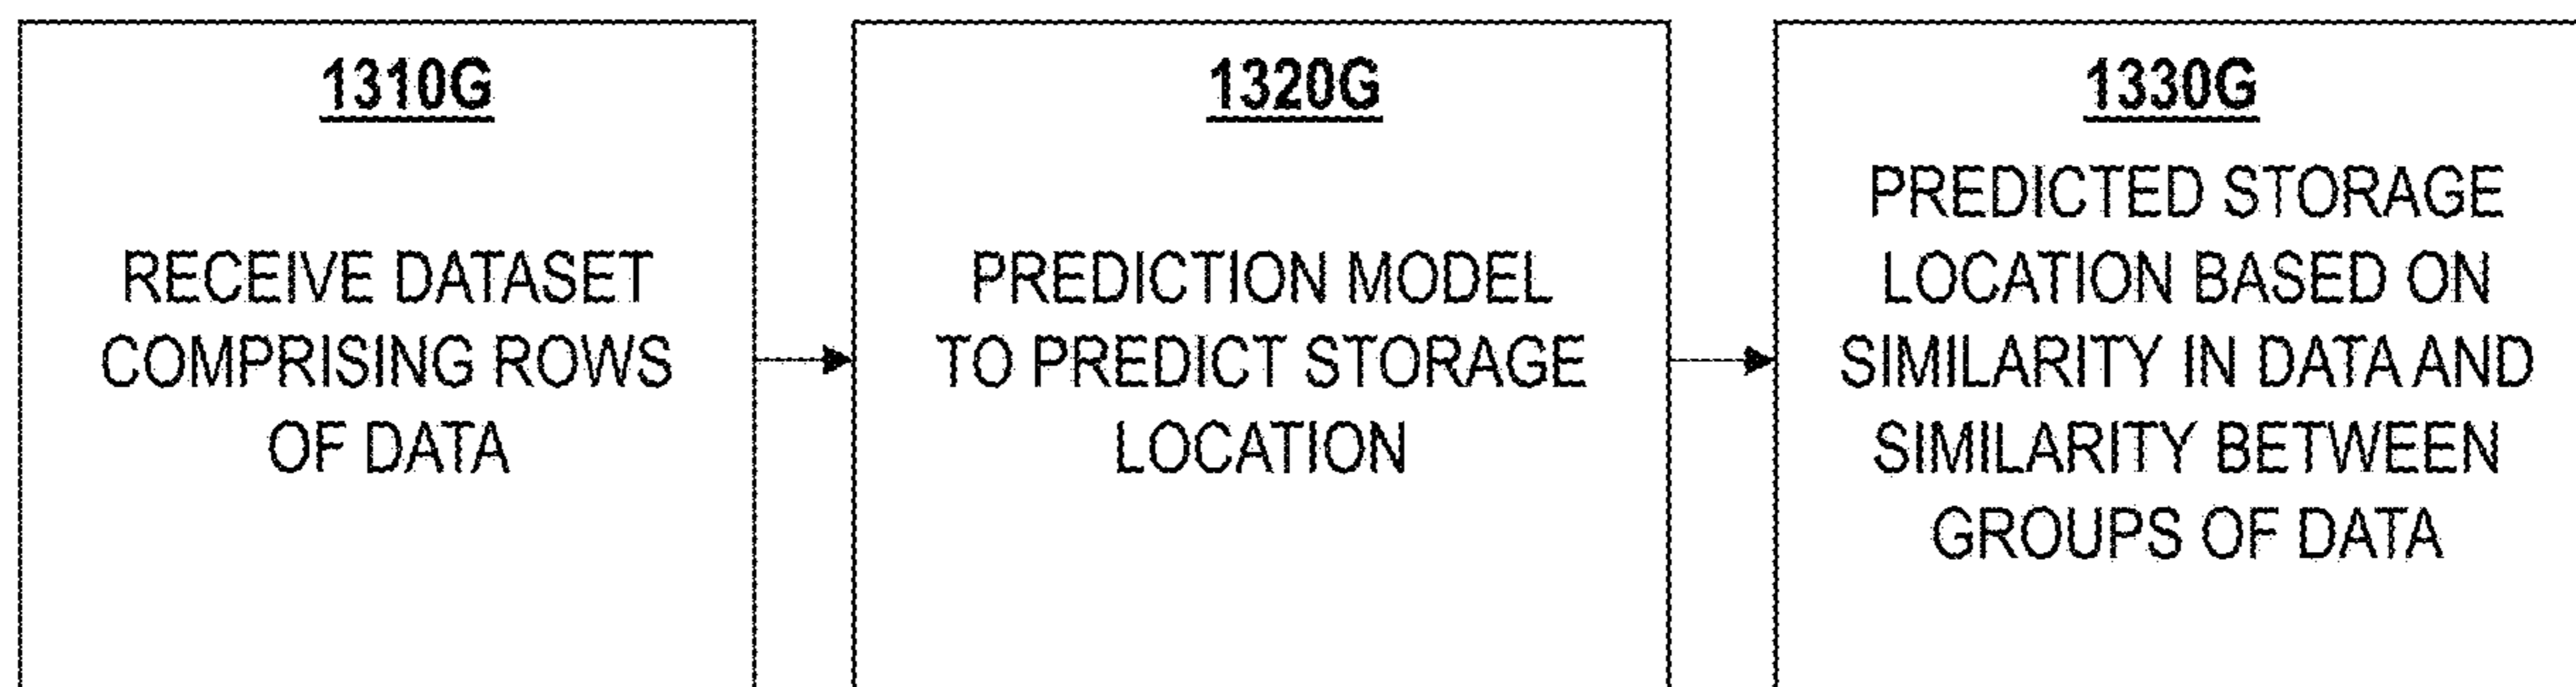 1310G
RECEIVE DATASET
COMPRISING ROWS
OF DATA
1320G
PREDICTION MODEL
TO PREDICT STORAGE
LOCATION
1330G
PREDICTED STORAGE
LOCATION BASED ON
SIMILARITY IN DATA AND
SIMILARITY BETWEEN
GROUPS OF DATA